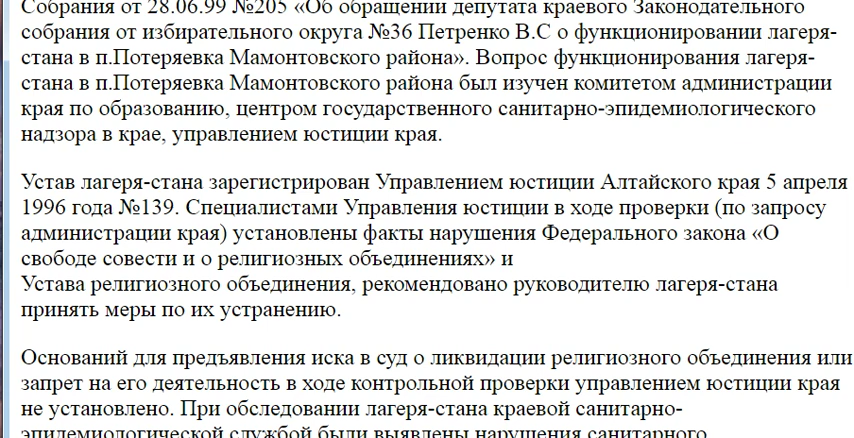 Собрания от 28.06.99 №205 «Об обращении депутата краевого Законодательного
собрания от избирательного округа №36 Петренко В.С о функционировании лагеря-
стана в п.Потеряевка Мамонтовского района». Вопрос функционирования лагеря-
стана в п.Потеряевка Мамонтовского района был изучен комитетом администрации
края по образованию, центром государственного санитарно-эпидемиологического
надзора в крае, управлением юстиции края.
Устав лагеря-стана зарегистрирован Управлением юстиции Алтайского края 5 апреля
1996 года №139. Специалистами Управления юстиции в ходе проверки (по запросу
администрации края) установлены факты нарушения Федерального закона «О
свободе совести и о религиозных объединениях» и
Устава религиозного объединения, рекомендовано руководителю лагеря-стана
принять меры по их устранению.
Оснований для предъявления иска в суд о ликвидации религиозного объединения или
запрет на его деятельность в ходе контрольной проверки управлением юстиции края
не установлено. При обследовании лагеря-стана краевой санитарно-
эпидемиологической службой были выявлены нарушения санитарного